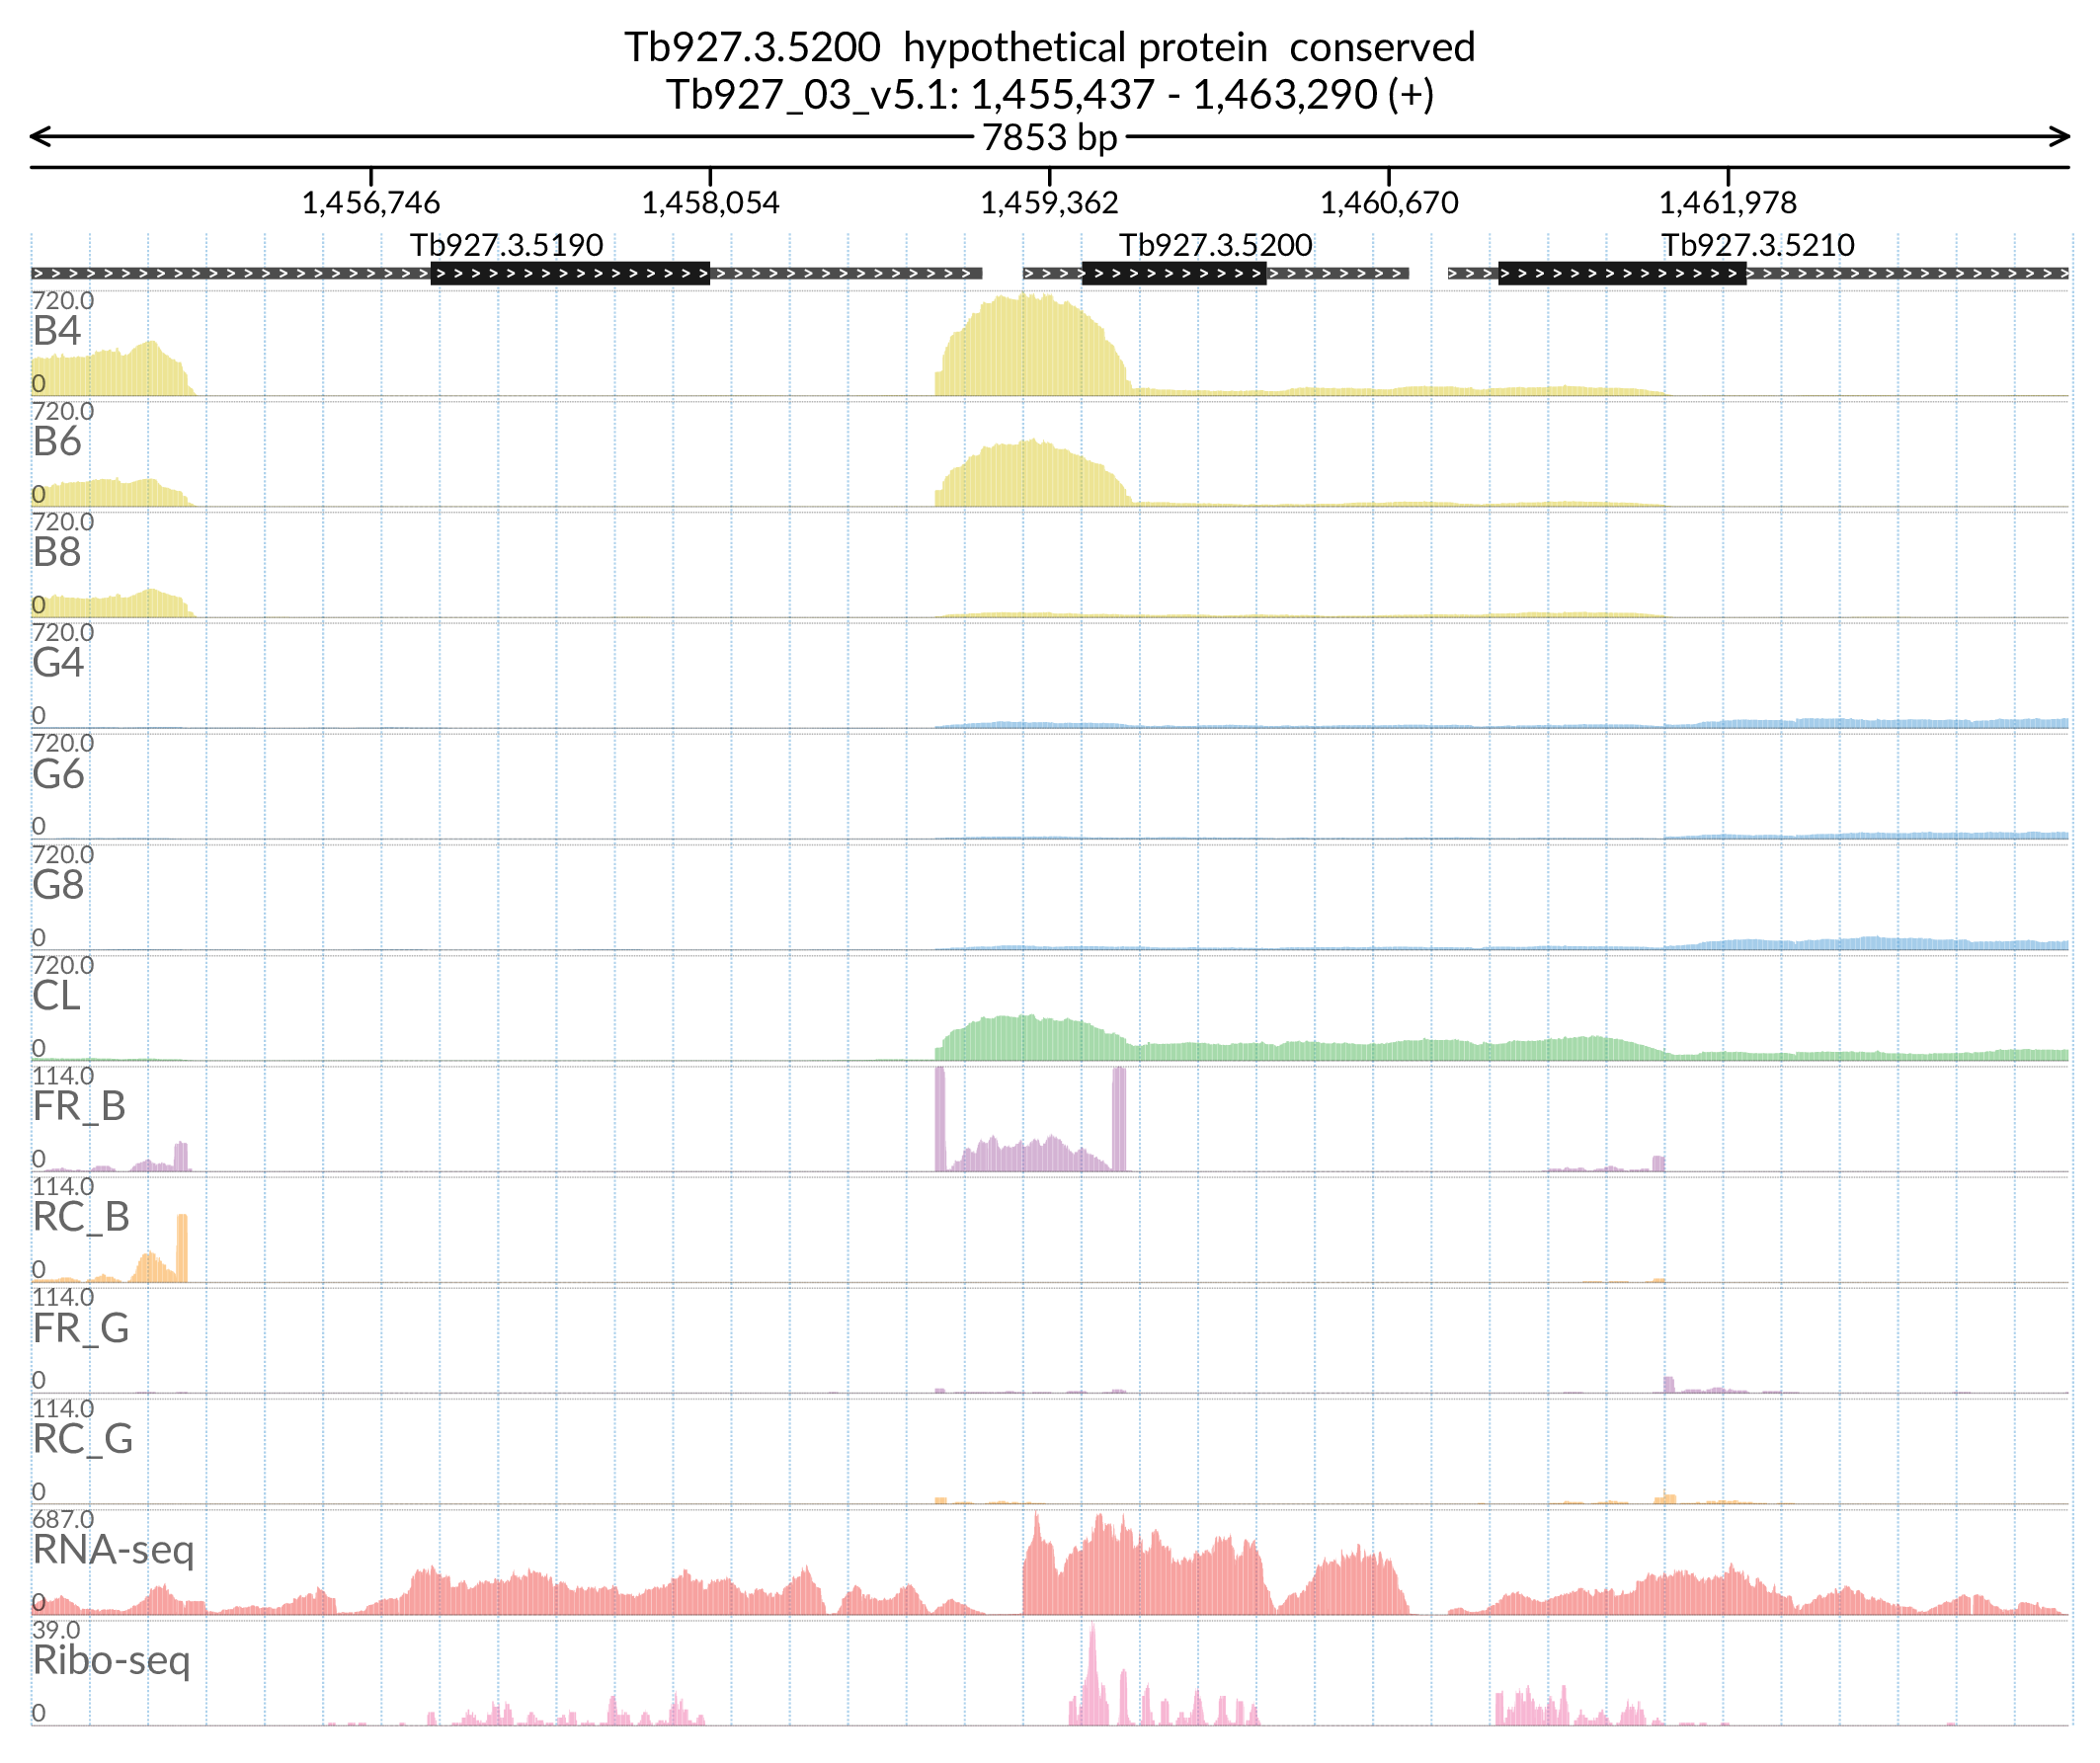 Tb927.3.5200 hypothetical protein conserved
Tb927_03_v5.1: 1,455,437 - 1,463,290 (+)
7853 bp
1,456,746 1,458,054 1,459,362 1,460,670 1,461,978
Tb927.3.5190 Tb927.3.5200 Tb927.3.5210
720.0
B4
0
720.0
B6
0
720.0
B8
0
720.0
G4
0
720.0
G6
0
720.0
G8
0
720.0
CL
0
114.0
FR_B
0
114.0
RC_B
0
114.0
FR_G
0
114.0
RC_G
0
687.0
RNA-seq
0
39.0
Ribo-seq
0